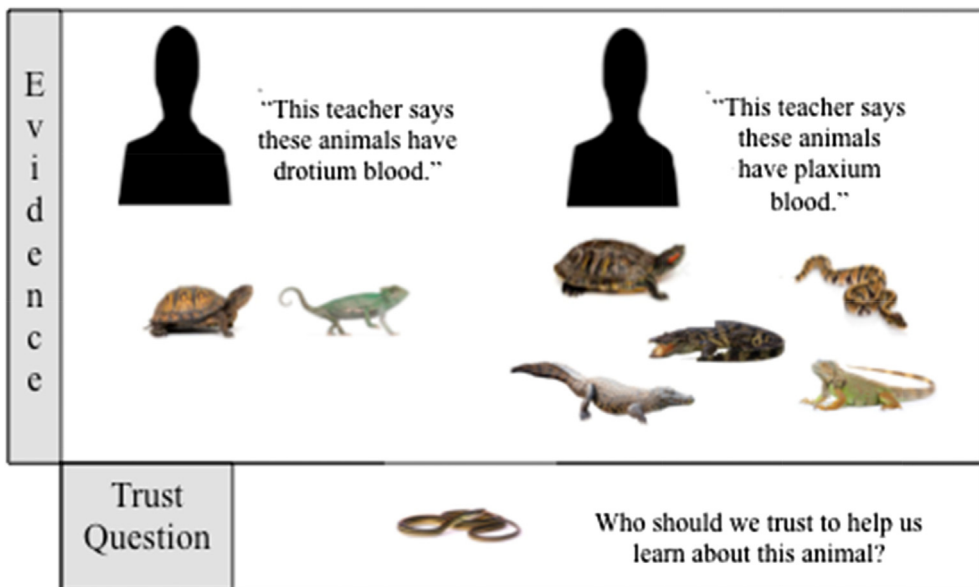 Evidence
“This teacher says
these animals have
drotium blood.”
“This teacher says
these animals
have plaxium
blood.”
Trust
Question
Who should we trust to help us
learn about this animal?